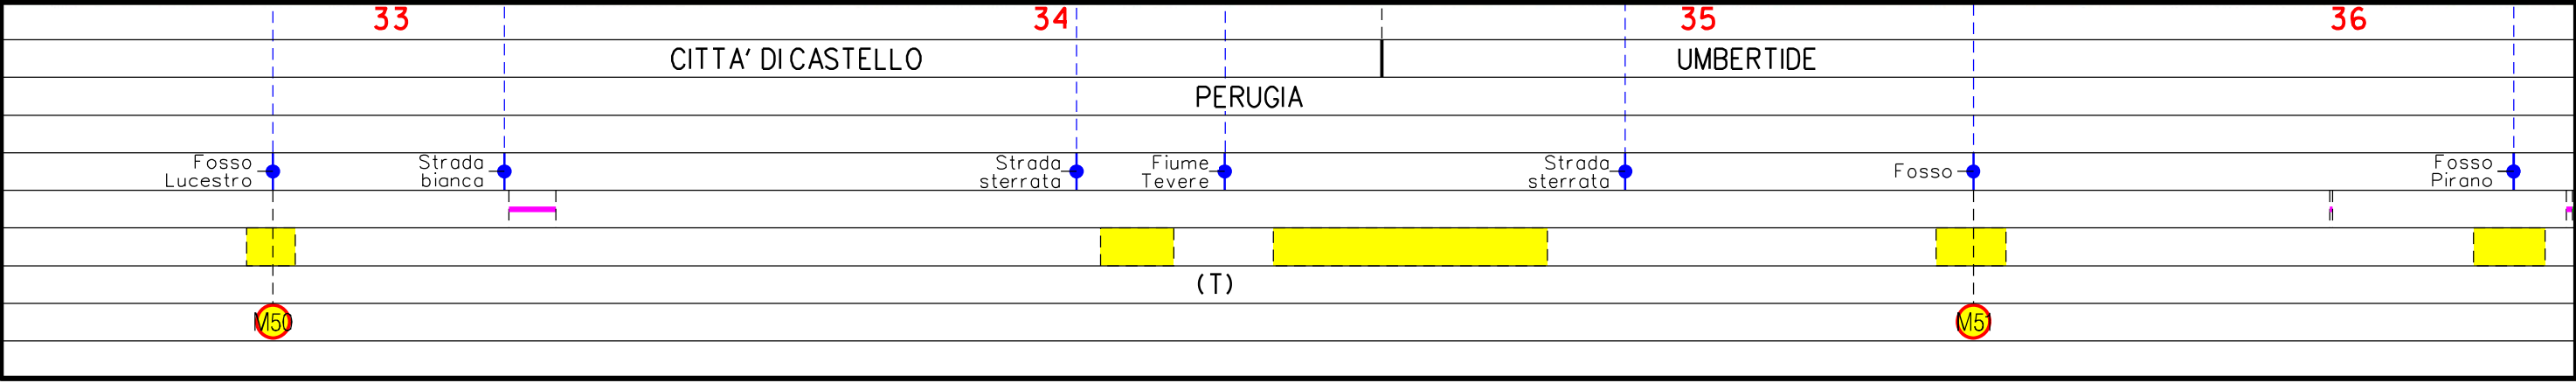 33 34 35 36
CITTA' DI CASTELLO UMBERTIDE
PERUGIA
Fosso Strada Strada Fiume Strada Fosso Fosso
Lucestro bianca sterrata Tevere sterrata Pirano
(T)
M50 M51